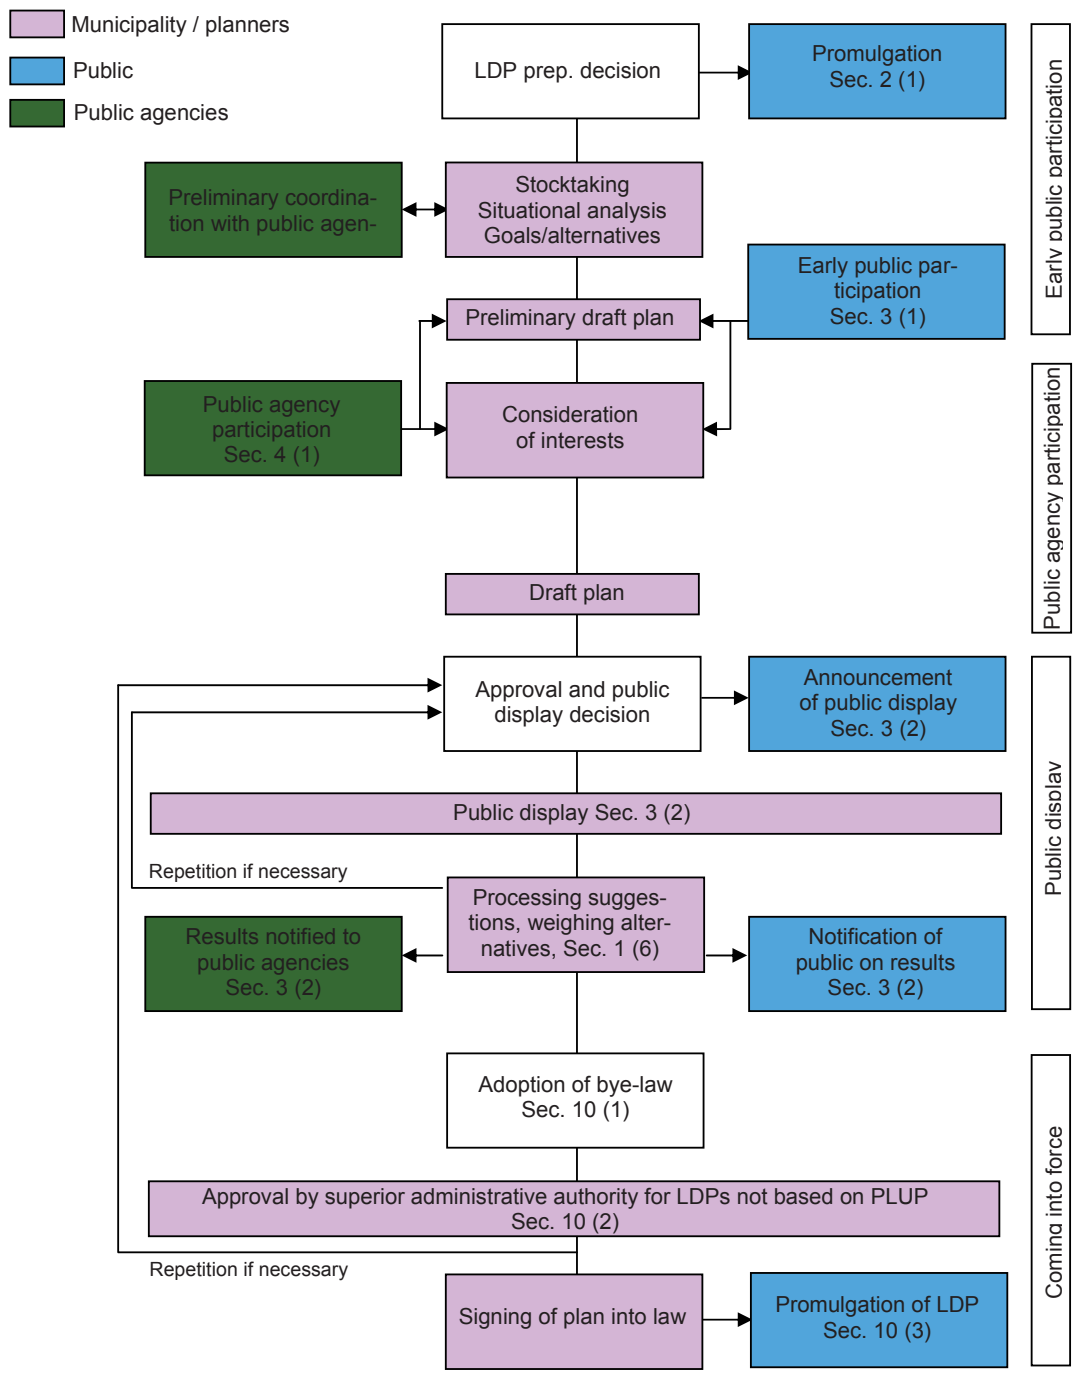 Municipality / planners
Public
Public agencies
LDP prep. decision
Promulgation
Sec. 2 (1)
Early public participation
Preliminary coordina-
tion with public agen-
Stocktaking
Situational analysis
Goals/alternatives
Early public par-
ticipation
Sec. 3 (1)
Preliminary draft plan
Public agency
participation
Sec. 4 (1)
Consideration
of interests
Public agency participation
Draft plan
Approval and public
display decision
Announcement
of public display
Sec. 3 (2)
Public display Sec. 3 (2)
Public display
Repetition if necessary
Processing sugges-
tions, weighing alter-
natives, Sec. 1 (6)
Results notified to
public agencies
Sec. 3 (2)
Notification of
public on results
Sec. 3 (2)
Adoption of bye-law
Sec. 10 (1)
Approval by superior administrative authority for LDPs not based on PLUP
Sec. 10 (2)
Coming into force
Repetition if necessary
Signing of plan into law
Promulgation of LDP
Sec. 10 (3)